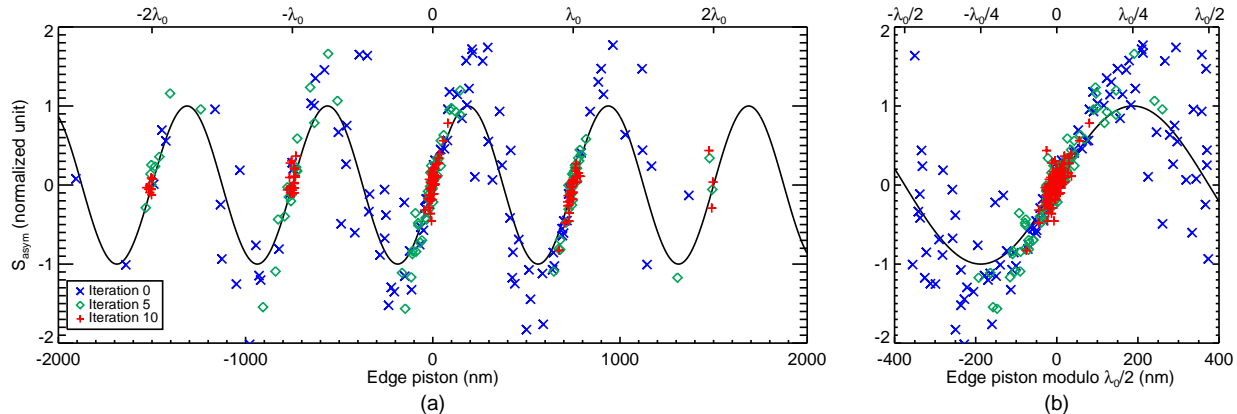 -2λ₀ -λ₀ 0 λ₀ 2λ₀
-λ₀/2 -λ₀/4 0 λ₀/4 λ₀/2
2
1
0
-1
-2
S_asym (normalized unit)
Iteration 0
Iteration 5
Iteration 10
-2000 -1000 0 1000 2000
Edge piston (nm)
(a)
2
1
0
-1
-2
-400 -200 0 200 400
Edge piston modulo λ₀/2 (nm)
(b)